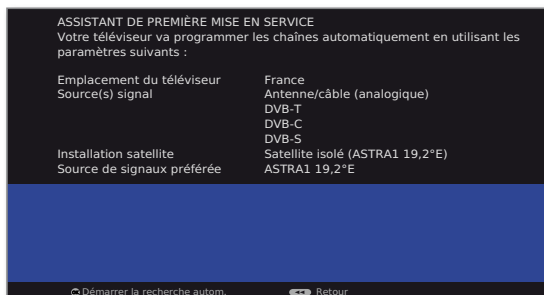 ASSISTANT DE PREMIÈRE MISE EN SERVICE
Votre téléviseur va programmer les chaînes automatiquement en utilisant les
paramètres suivants :
Emplacement du téléviseur France
Source(s) signal Antenne/câble (analogique)
DVB-T
DVB-C
DVB-S
Installation satellite Satellite isolé (ASTRA1 19,2°E)
Source de signaux préférée ASTRA1 19,2°E
Démarrer la recherche autom. Retour